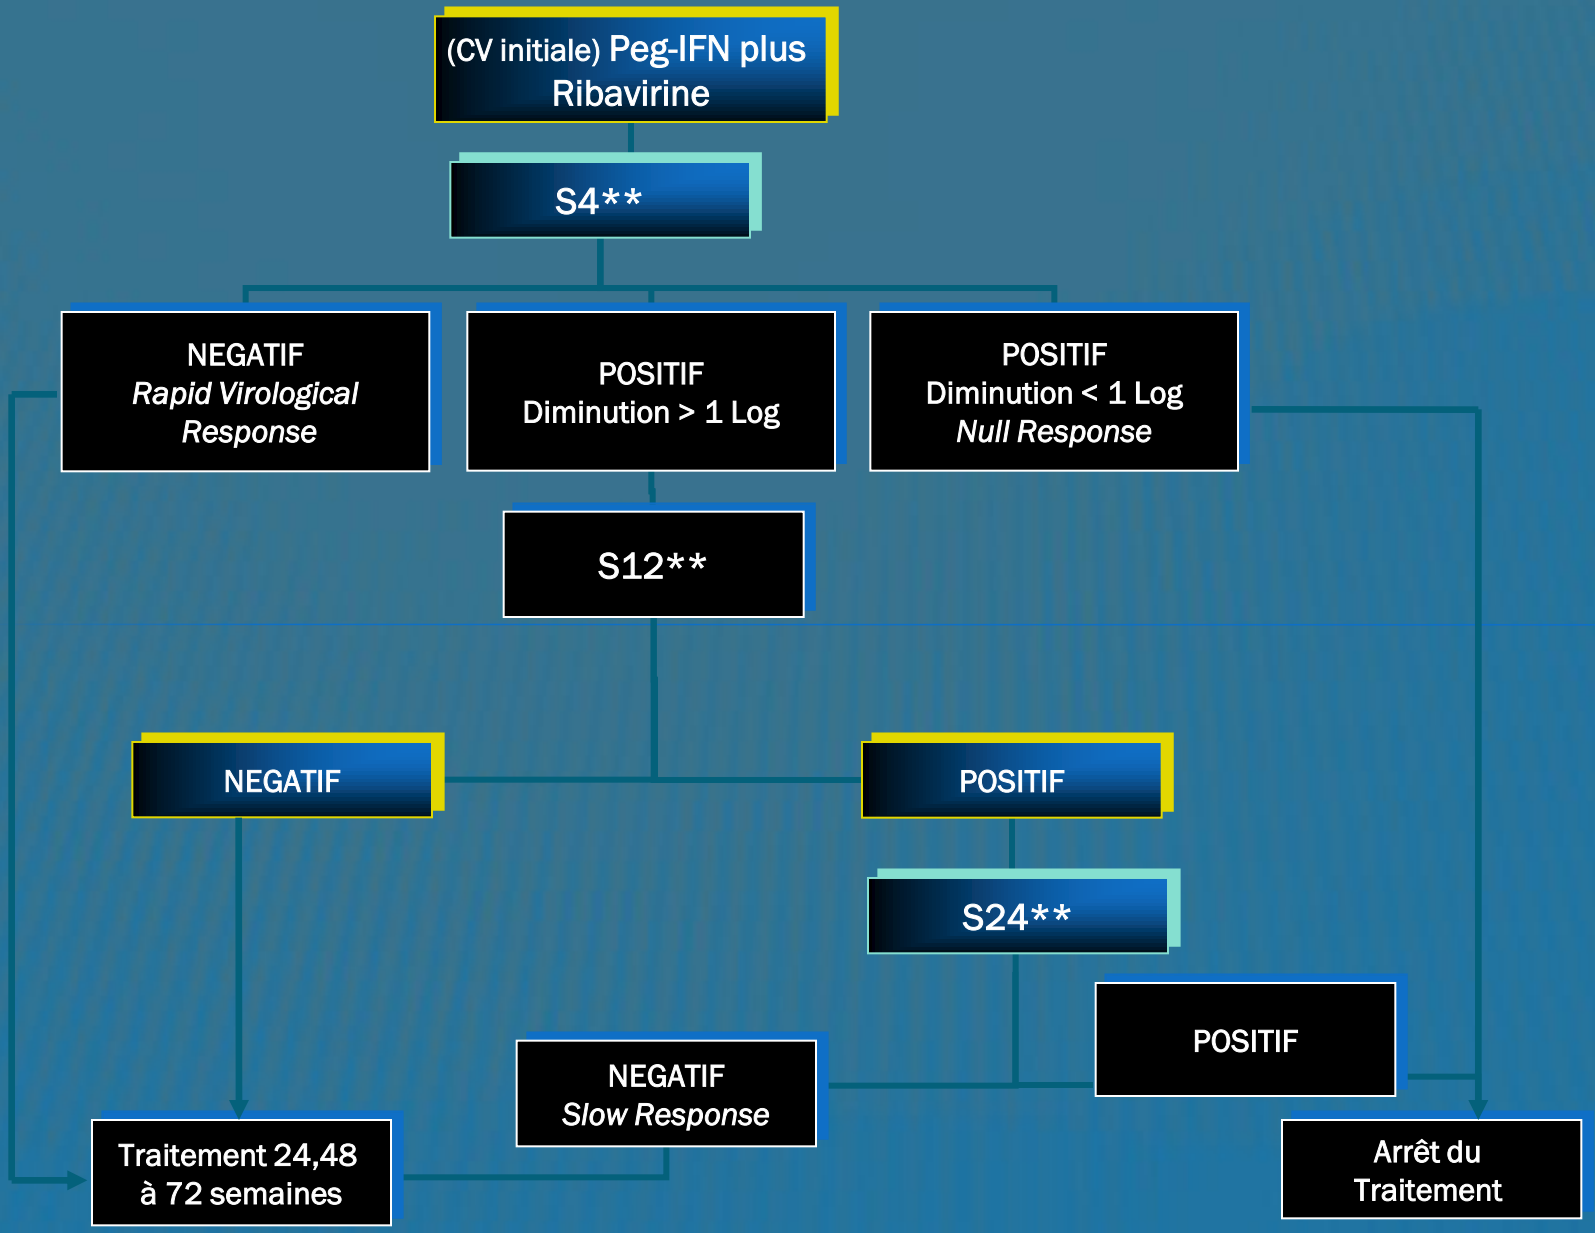 (CV initiale) Peg-IFN plus
Ribavirine
S4**
NEGATIF
Rapid Virological
Response
POSITIF
Diminution > 1 Log
POSITIF
Diminution < 1 Log
Null Response
S12**
NEGATIF
POSITIF
S24**
POSITIF
NEGATIF
Slow Response
Traitement 24,48
à 72 semaines
Arrêt du
Traitement